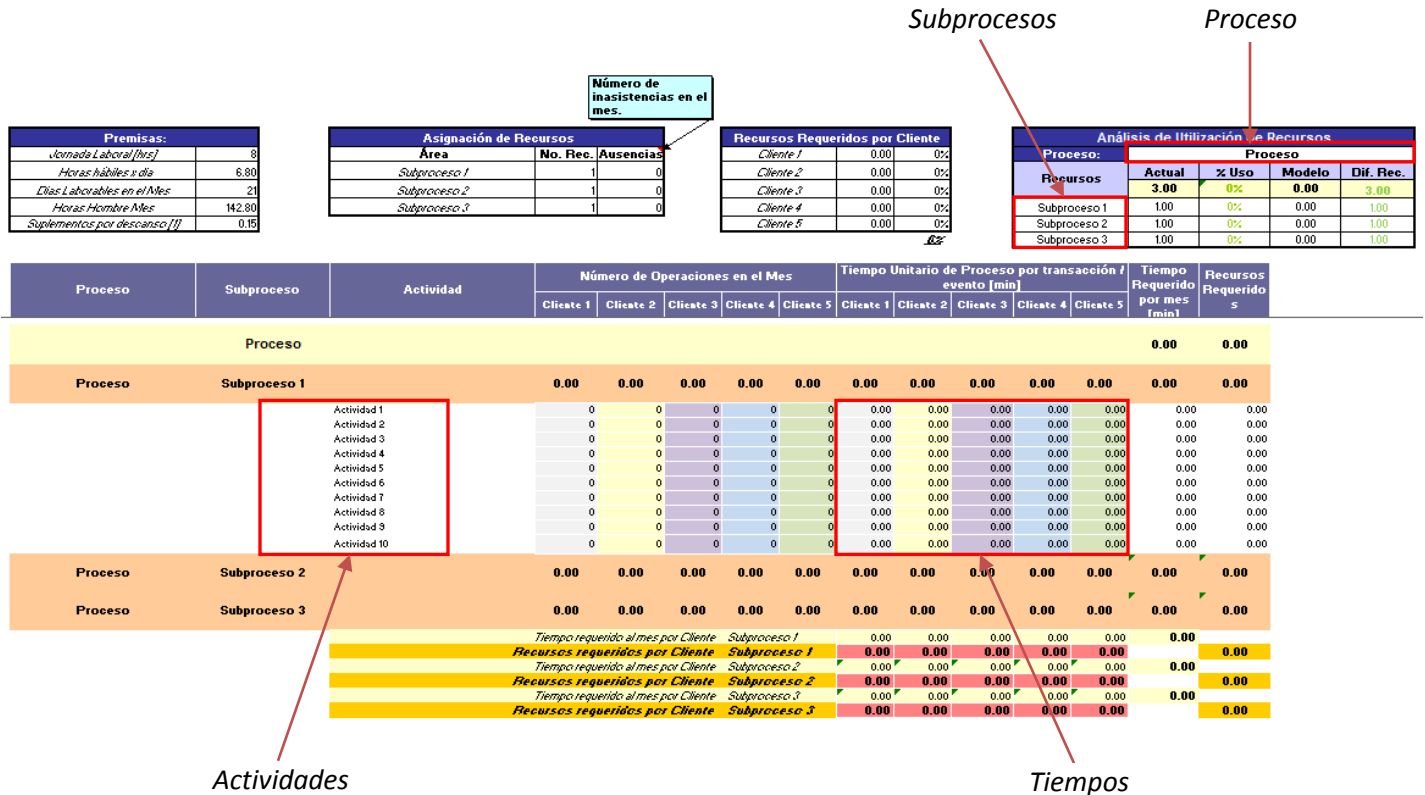 Subprocesos Proceso
Número de
inasistencias en el
mes.
Premisas:
Jornada Laboral [hrs] 8
Horas hábiles x día 6.80
Días Laborables en el Mes 21
Horas Hombre Mes 142.80
Suplementos por descanso [f] 0.15
Asignación de Recursos
Área No. Rec. Ausencias
Subproceso 1 1 0
Subproceso 2 1 0
Subproceso 3 1 0
Recursos Requeridos por Cliente
Cliente 1 0.00 0%
Cliente 2 0.00 0%
Cliente 3 0.00 0%
Cliente 4 0.00 0%
Cliente 5 0.00 0%
0%
Análisis de Utilización de Recursos
Proceso: Proceso
Recursos Actual % Uso Modelo Dif. Rec.
3.00 0% 0.00 3.00
Subproceso 1 1.00 0% 0.00 1.00
Subproceso 2 1.00 0% 0.00 1.00
Subproceso 3 1.00 0% 0.00 1.00
Proceso Subproceso Actividad
Número de Operaciones en el Mes
Cliente 1 Cliente 2 Cliente 3 Cliente 4 Cliente 5
Tiempo Unitario de Proceso por transacción /
evento [min]
Cliente 1 Cliente 2 Cliente 3 Cliente 4 Cliente 5
Tiempo
Requerido
por mes
[min]
Recursos
Requerido
s
Proceso 0.00 0.00
Proceso Subproceso 1 0.00 0.00 0.00 0.00 0.00 0.00 0.00 0.00 0.00 0.00 0.00 0.00
Actividad 1 0 0 0 0 0 0.00 0.00 0.00 0.00 0.00 0.00 0.00
Actividad 2 0 0 0 0 0 0.00 0.00 0.00 0.00 0.00 0.00 0.00
Actividad 3 0 0 0 0 0 0.00 0.00 0.00 0.00 0.00 0.00 0.00
Actividad 4 0 0 0 0 0 0.00 0.00 0.00 0.00 0.00 0.00 0.00
Actividad 5 0 0 0 0 0 0.00 0.00 0.00 0.00 0.00 0.00 0.00
Actividad 6 0 0 0 0 0 0.00 0.00 0.00 0.00 0.00 0.00 0.00
Actividad 7 0 0 0 0 0 0.00 0.00 0.00 0.00 0.00 0.00 0.00
Actividad 8 0 0 0 0 0 0.00 0.00 0.00 0.00 0.00 0.00 0.00
Actividad 9 0 0 0 0 0 0.00 0.00 0.00 0.00 0.00 0.00 0.00
Actividad 10 0 0 0 0 0 0.00 0.00 0.00 0.00 0.00 0.00 0.00
Proceso Subproceso 2 0.00 0.00 0.00 0.00 0.00 0.00 0.00 0.00 0.00 0.00 0.00 0.00
Proceso Subproceso 3 0.00 0.00 0.00 0.00 0.00 0.00 0.00 0.00 0.00 0.00 0.00 0.00
Tiempo requerido al mes por Cliente Subproceso 1 0.00 0.00 0.00 0.00 0.00 0.00
Recursos requeridos por Cliente Subproceso 1 0.00 0.00 0.00 0.00 0.00 0.00
Tiempo requerido al mes por Cliente Subproceso 2 0.00 0.00 0.00 0.00 0.00 0.00
Recursos requeridos por Cliente Subproceso 2 0.00 0.00 0.00 0.00 0.00 0.00
Tiempo requerido al mes por Cliente Subproceso 3 0.00 0.00 0.00 0.00 0.00 0.00
Recursos requeridos por Cliente Subproceso 3 0.00 0.00 0.00 0.00 0.00 0.00
Actividades Tiempos